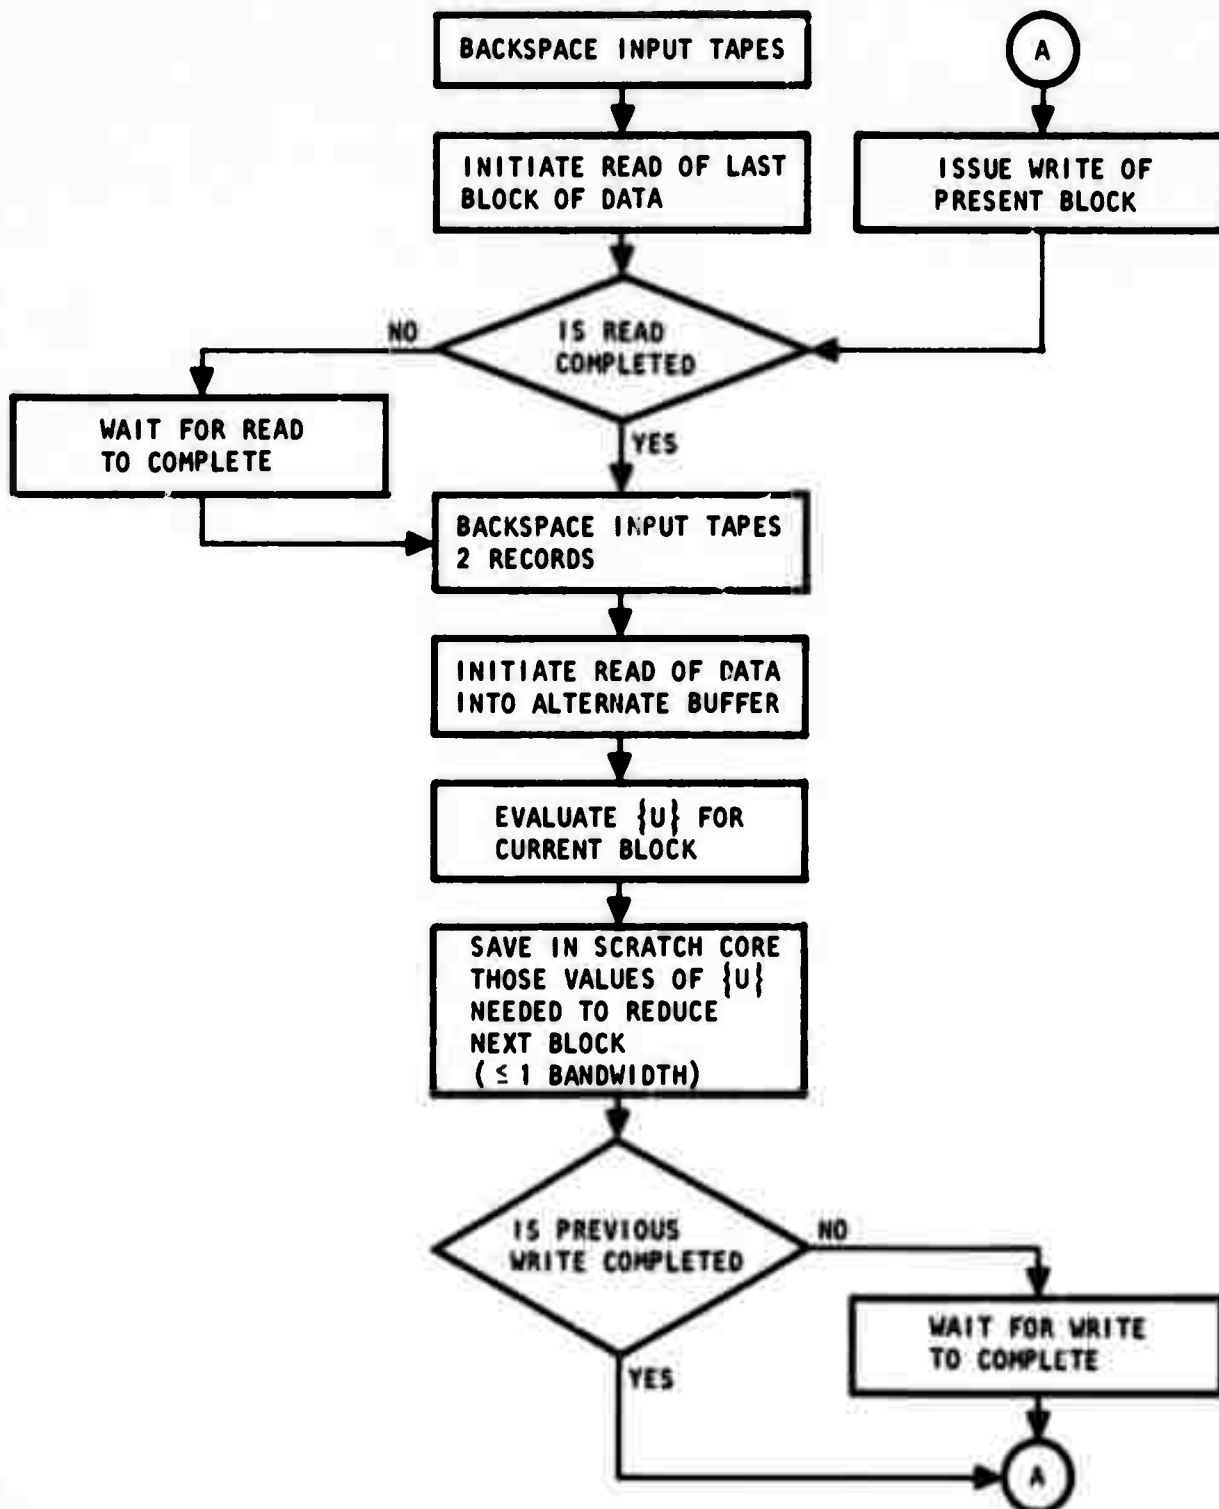 BACKSPACE INPUT TAPES
A
INITIATE READ OF LAST
BLOCK OF DATA
ISSUE WRITE OF
PRESENT BLOCK
IS READ
COMPLETED
NO
YES
WAIT FOR READ
TO COMPLETE
BACKSPACE INPUT TAPES
2 RECORDS
INITIATE READ OF DATA
INTO ALTERNATE BUFFER
EVALUATE {U} FOR
CURRENT BLOCK
SAVE IN SCRATCH CORE
THOSE VALUES OF {U}
NEEDED TO REDUCE
NEXT BLOCK
(≤ 1 BANDWIDTH)
IS PREVIOUS
WRITE COMPLETED
NO
YES
WAIT FOR WRITE
TO COMPLETE
A